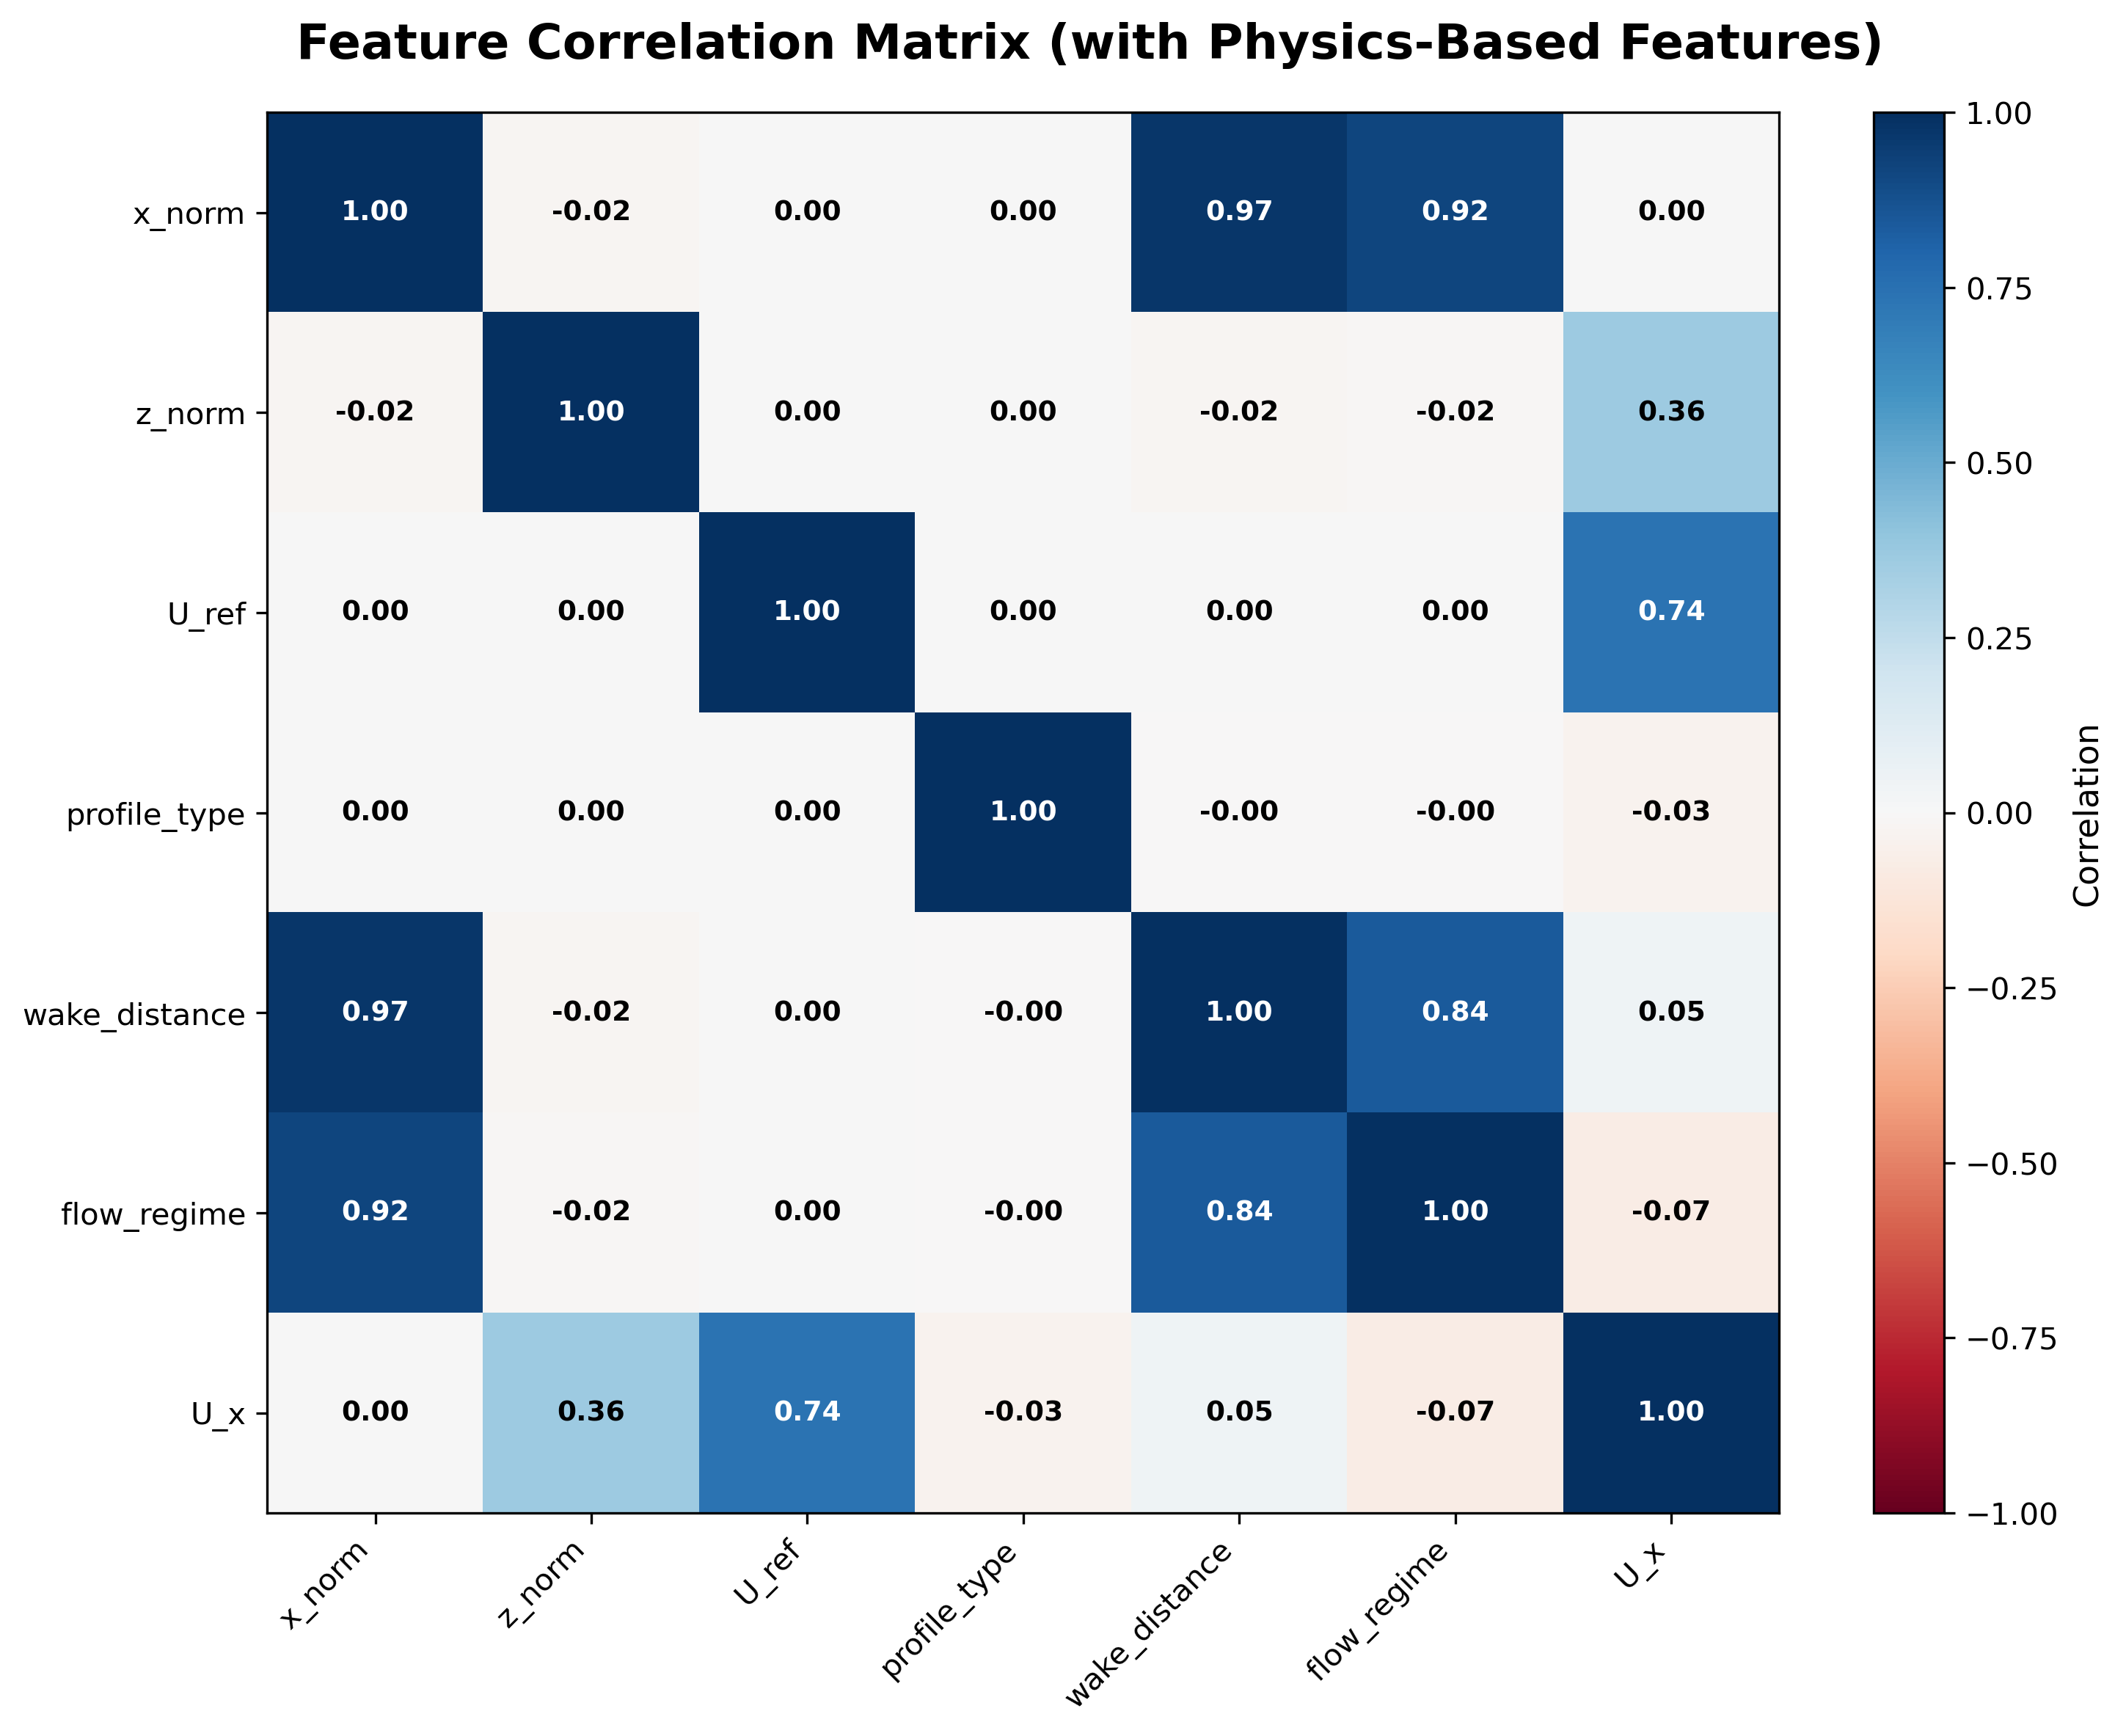 Feature Correlation Matrix (with Physics-Based Features)
x_norm 1.00 -0.02 0.00 0.00 0.97 0.92 0.00
z_norm -0.02 1.00 0.00 0.00 -0.02 -0.02 0.36
U_ref 0.00 0.00 1.00 0.00 0.00 0.00 0.74
profile_type 0.00 0.00 0.00 1.00 -0.00 -0.00 -0.03
wake_distance 0.97 -0.02 0.00 -0.00 1.00 0.84 0.05
flow_regime 0.92 -0.02 0.00 -0.00 0.84 1.00 -0.07
U_x 0.00 0.36 0.74 -0.03 0.05 -0.07 1.00
x_norm z_norm U_ref profile_type wake_distance flow_regime U_x
1.00
0.75
0.50
0.25
0.00
−0.25
−0.50
−0.75
−1.00
Correlation